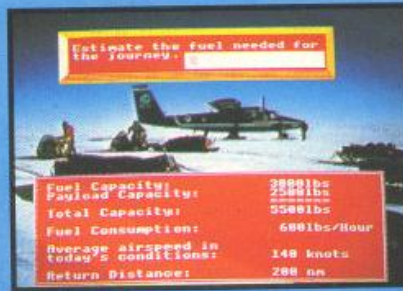 Estimate the fuel needed for
the journey.
Fuel Capacity: 3000lbs
Payload Capacity: 2500lbs
Total Capacity: 5500lbs
Fuel Consumption: 600lbs/Hour
Average airspeed in
today's conditions: 140 knots
Return Distance: 200 nm